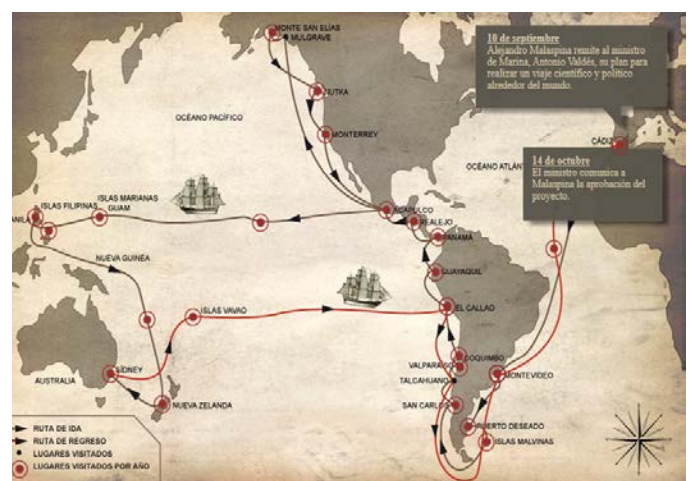 MONTE SAN ELÍAS
MULGRAVE
10 de septiembre
Alejandro Malaspina remite al ministro
de Marina, Antonio Valdés, su plan para
realizar un viaje científico y político
alrededor del mundo.
NUTKA
OCÉANO PACÍFICO
MONTERREY
CÁDIZ
14 de octubre
El ministro comunica a
Malaspina la aprobación del
proyecto.
OCÉANO ATLÁNT
ISLAS MARIANAS
GUAM
ISLAS FILIPINAS
ANILA
ACAPULCO
REALEJO
PANAMÁ
NUEVA GUINEA
GUAYAQUIL
ISLAS VAVAO
EL CALLAO
COQUIMBO
VALPARAÍSO
SÍDNEY
AUSTRALIA
TALCAHUANO
MONTEVIDEO
NUEVA ZELANDA
SAN CARLOS
PUERTO DESEADO
ISLAS MALVINAS
RUTA DE IDA
RUTA DE REGRESO
LUGARES VISITADOS
LUGARES VISITADOS POR AÑO